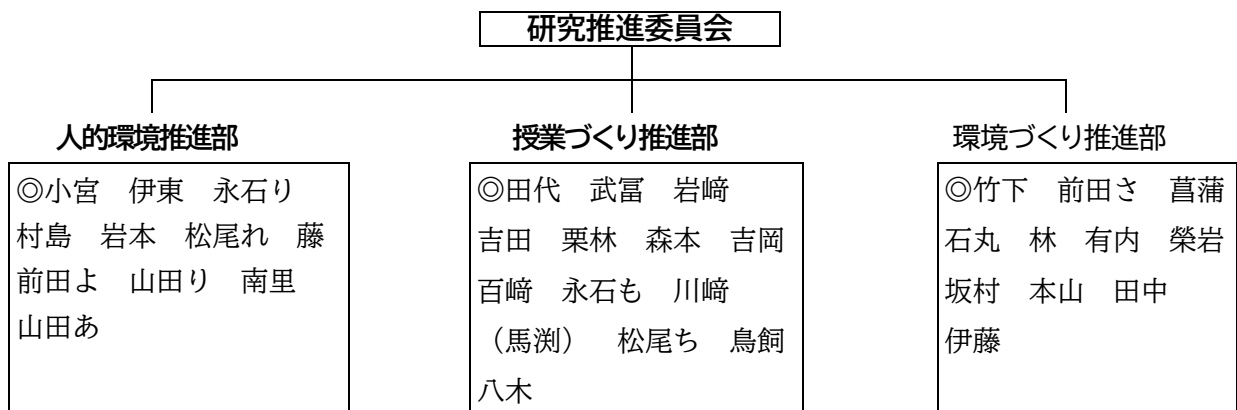 研究推進委員会
人的環境推進部
◎小宮　伊東　永石り
村島　岩本　松尾れ　藤
前田よ　山田り　南里
山田あ
授業づくり推進部
◎田代　武冨　岩﨑
吉田　栗林　森本　吉岡
百﨑　永石も　川﨑
（馬渕）　松尾ち　鳥飼
八木
環境づくり推進部
◎竹下　前田さ　菖蒲
石丸　林　有内　榮岩
坂村　本山　田中
伊藤